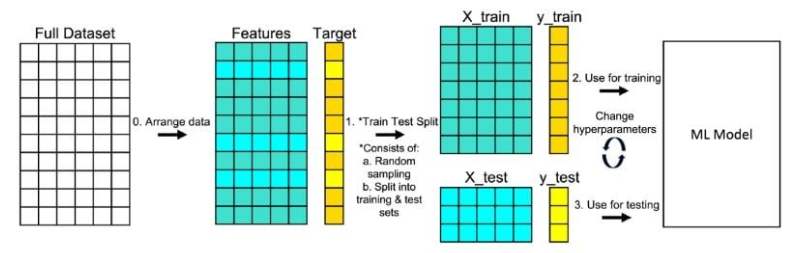 Full Dataset
0. Arrange data
Features
Target
1. *Train Test Split
*Consists of:
a. Random
sampling
b. Split into
training & test
sets
X_train
y_train
X_test
y_test
2. Use for training
Change
hyperparameters
3. Use for testing
ML Model